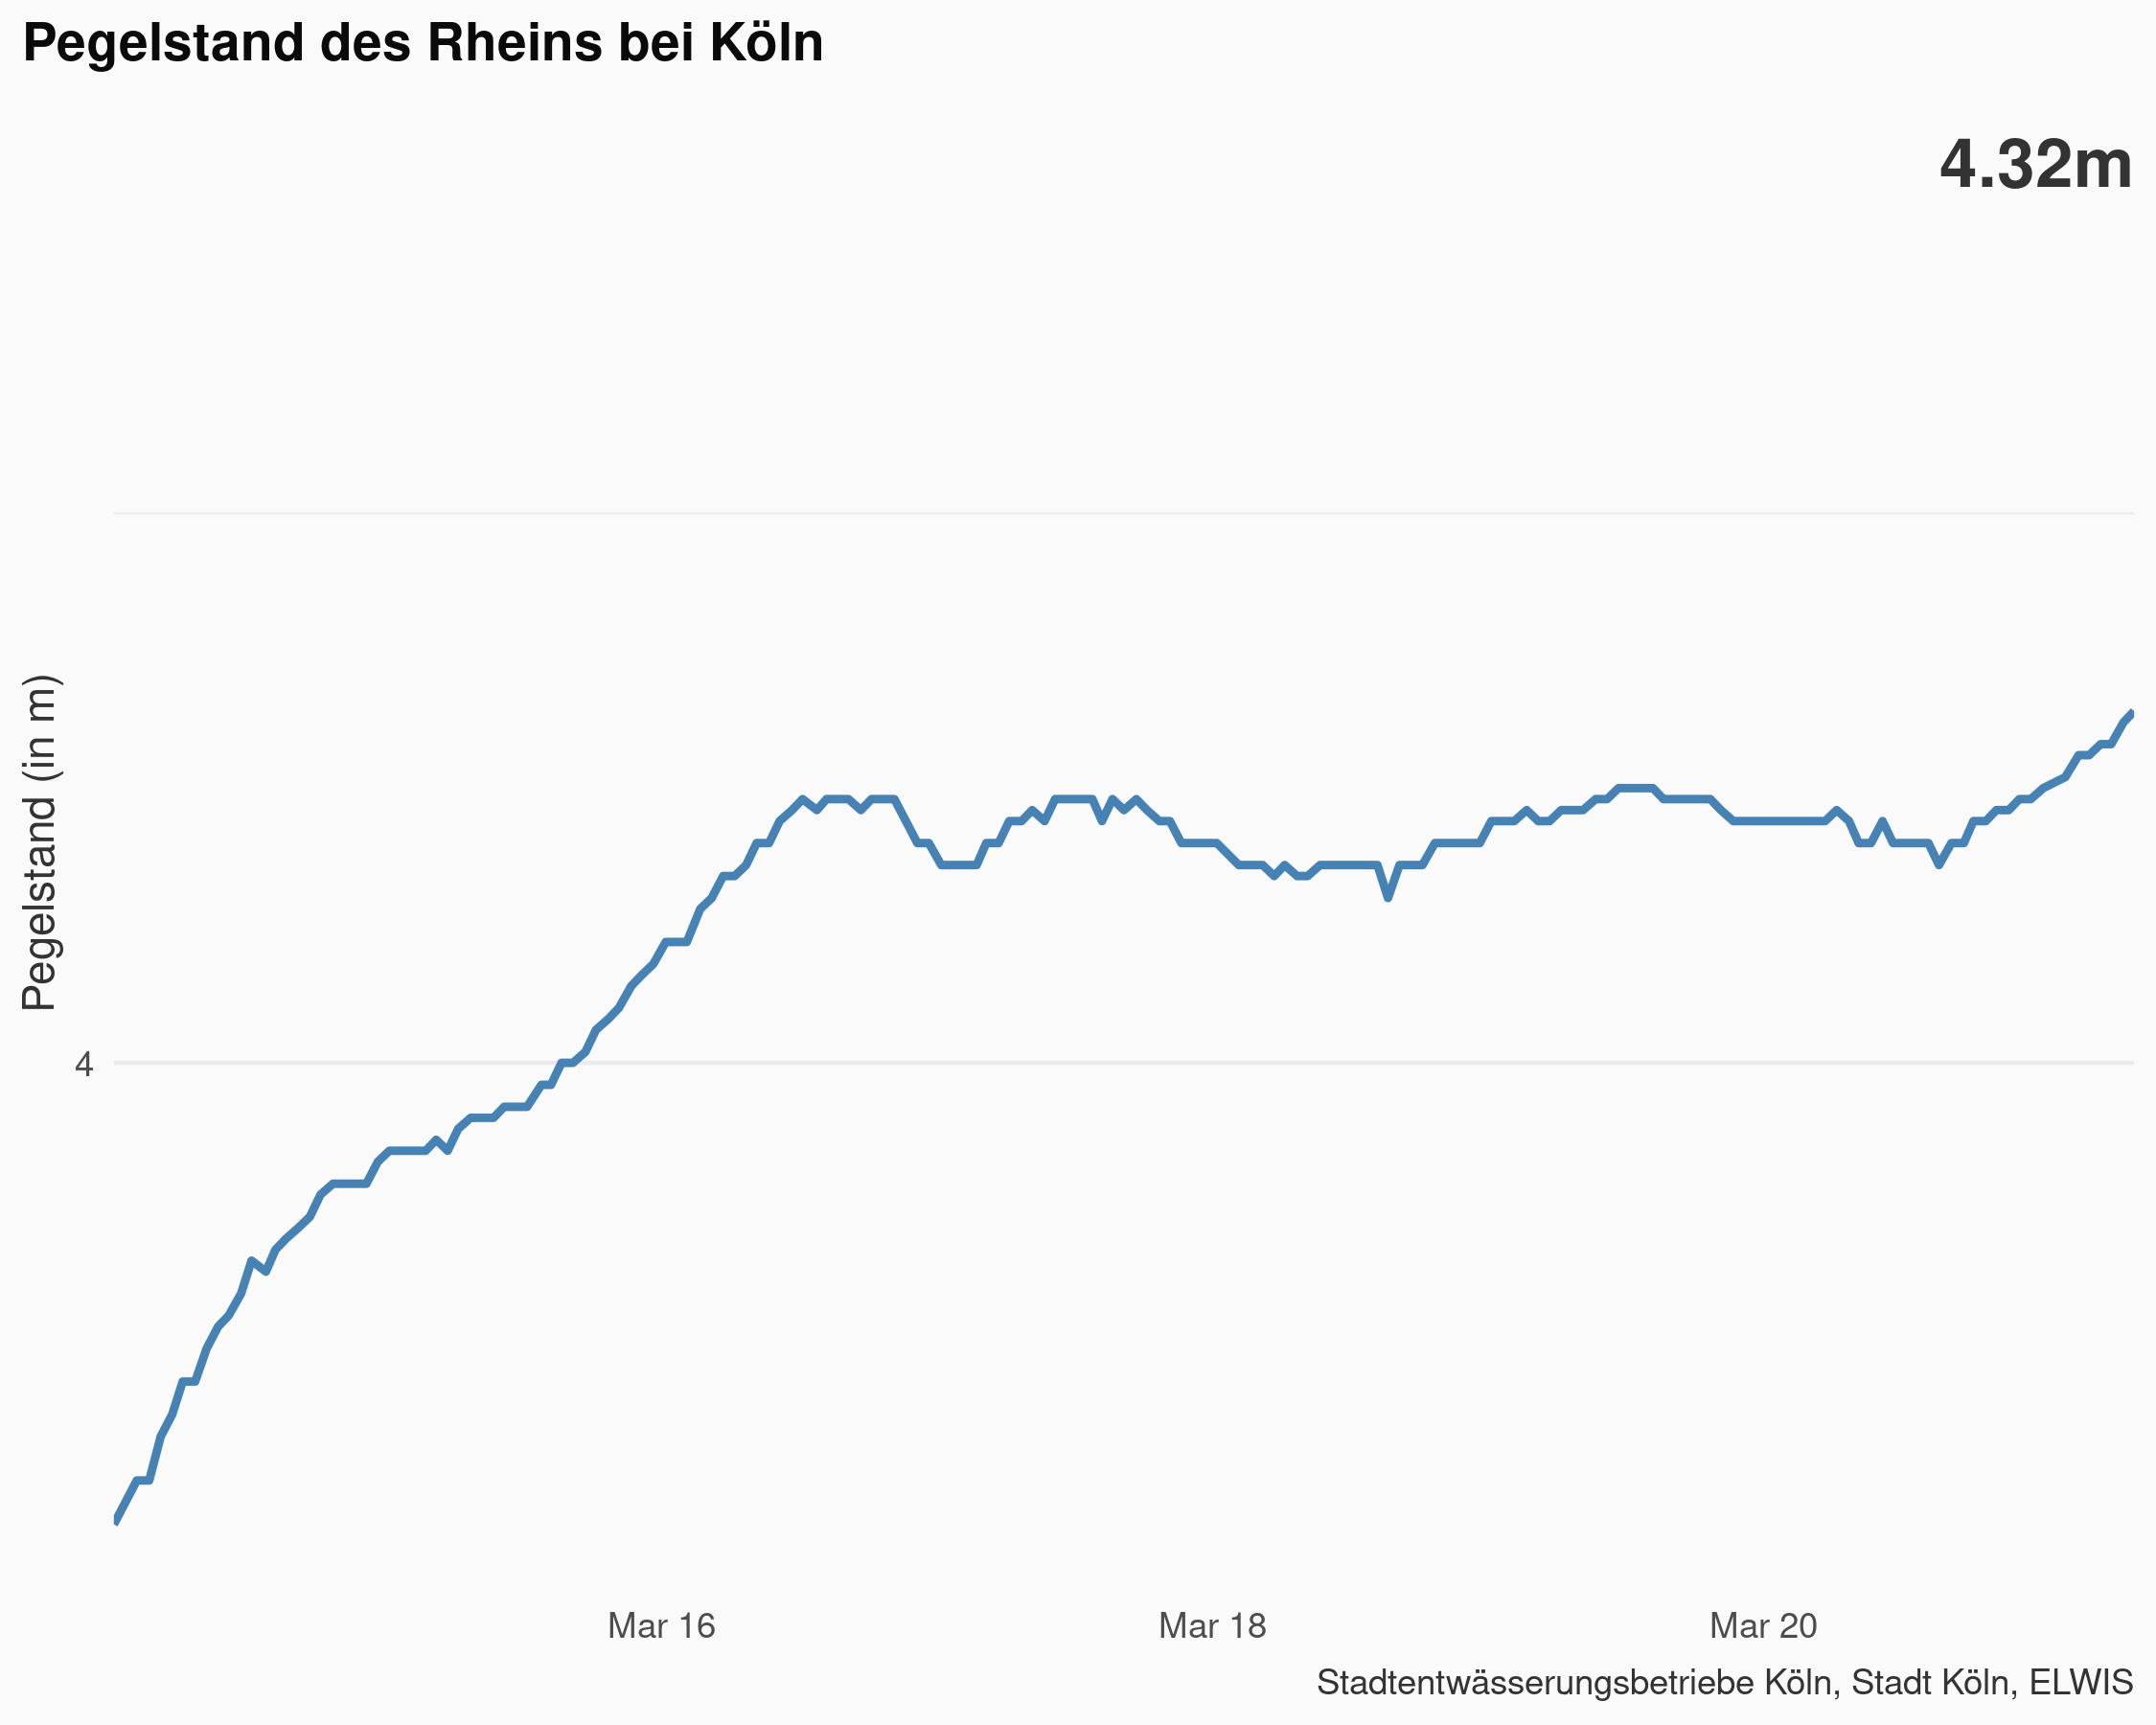 Pegelstand des Rheins bei Köln
4.32m
Pegelstand (in m)
4
Mar 16
Mar 18
Mar 20
Stadtentwässerungsbetriebe Köln, Stadt Köln, ELWIS